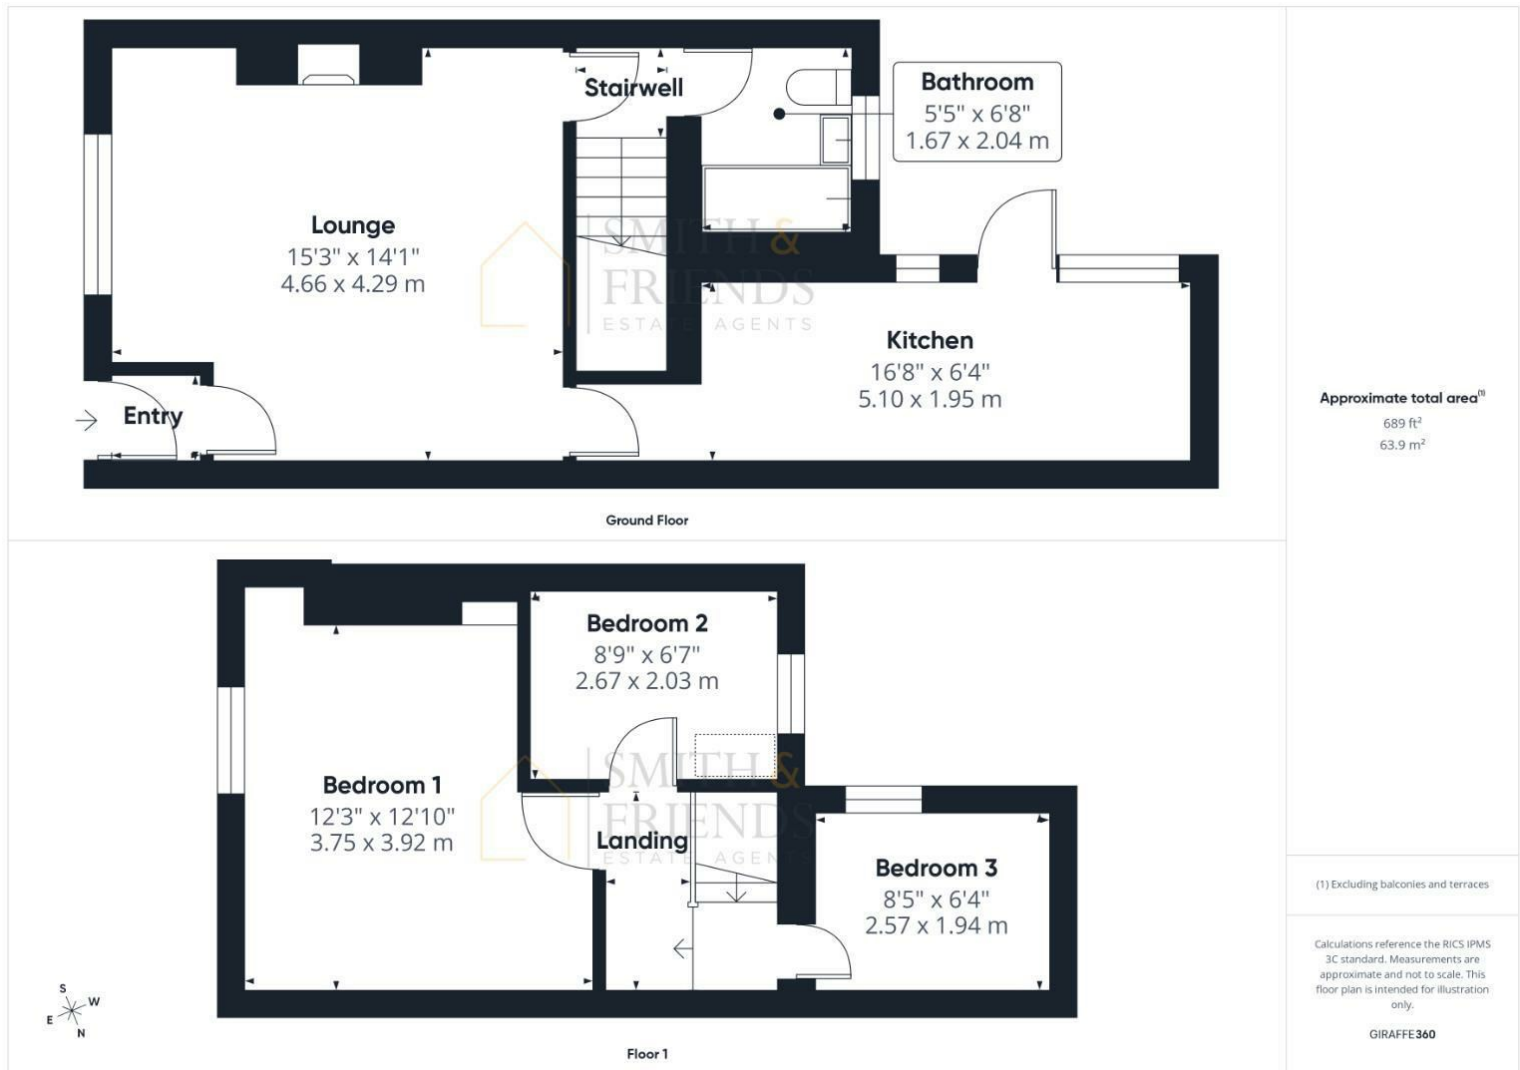 Stairwell
Bathroom
5'5" x 6'8"
1.67 x 2.04 m
Lounge
15'3" x 14'1"
4.66 x 4.29 m
SMITH &
FRIENDS
ESTATE AGENTS
Kitchen
16'8" x 6'4"
5.10 x 1.95 m
Entry
Ground Floor
Approximate total area(1)
689 ft²
63.9 m²
Bedroom 2
8'9" x 6'7"
2.67 x 2.03 m
Bedroom 1
12'3" x 12'10"
3.75 x 3.92 m
SMITH &
FRIENDS
ESTATE AGENTS
Landing
Bedroom 3
8'5" x 6'4"
2.57 x 1.94 m
S
W
E
N
Floor 1
(1) Excluding balconies and terraces
Calculations reference the RICS IPMS
3C standard. Measurements are
approximate and not to scale. This
floor plan is intended for illustration
only.
GIRAFFE360